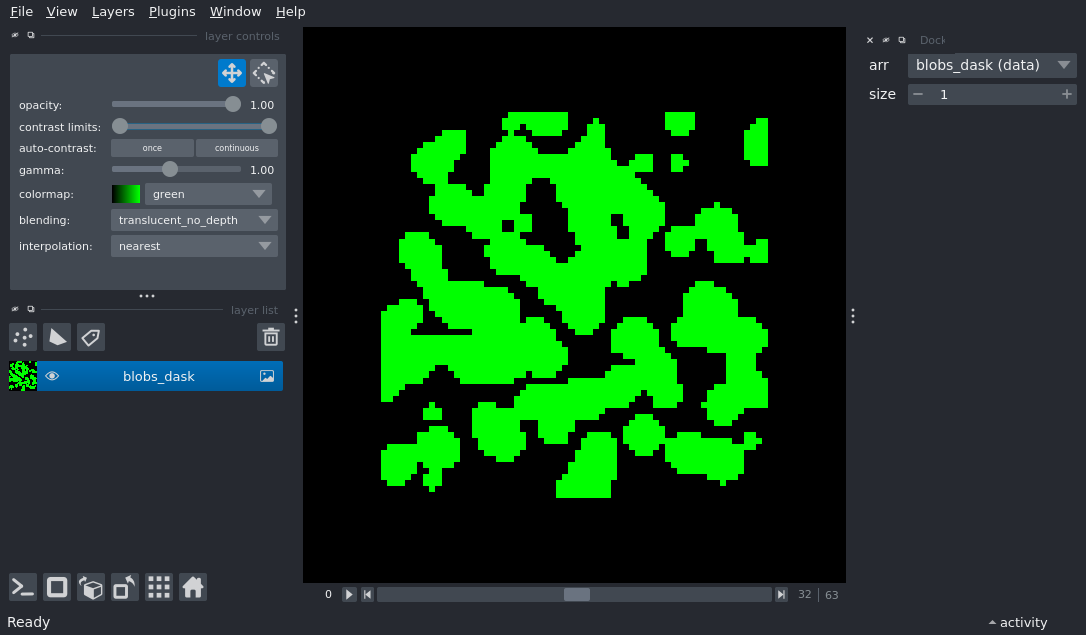 File View Layers Plugins Window Help
layer controls
opacity: 1.00
contrast limits:
auto-contrast: once continuous
gamma: 1.00
colormap: green
blending: translucent_no_depth
interpolation: nearest
layer list
blobs_dask
0 32 63
Dock
arr blobs_dask (data)
size 1
Ready
activity